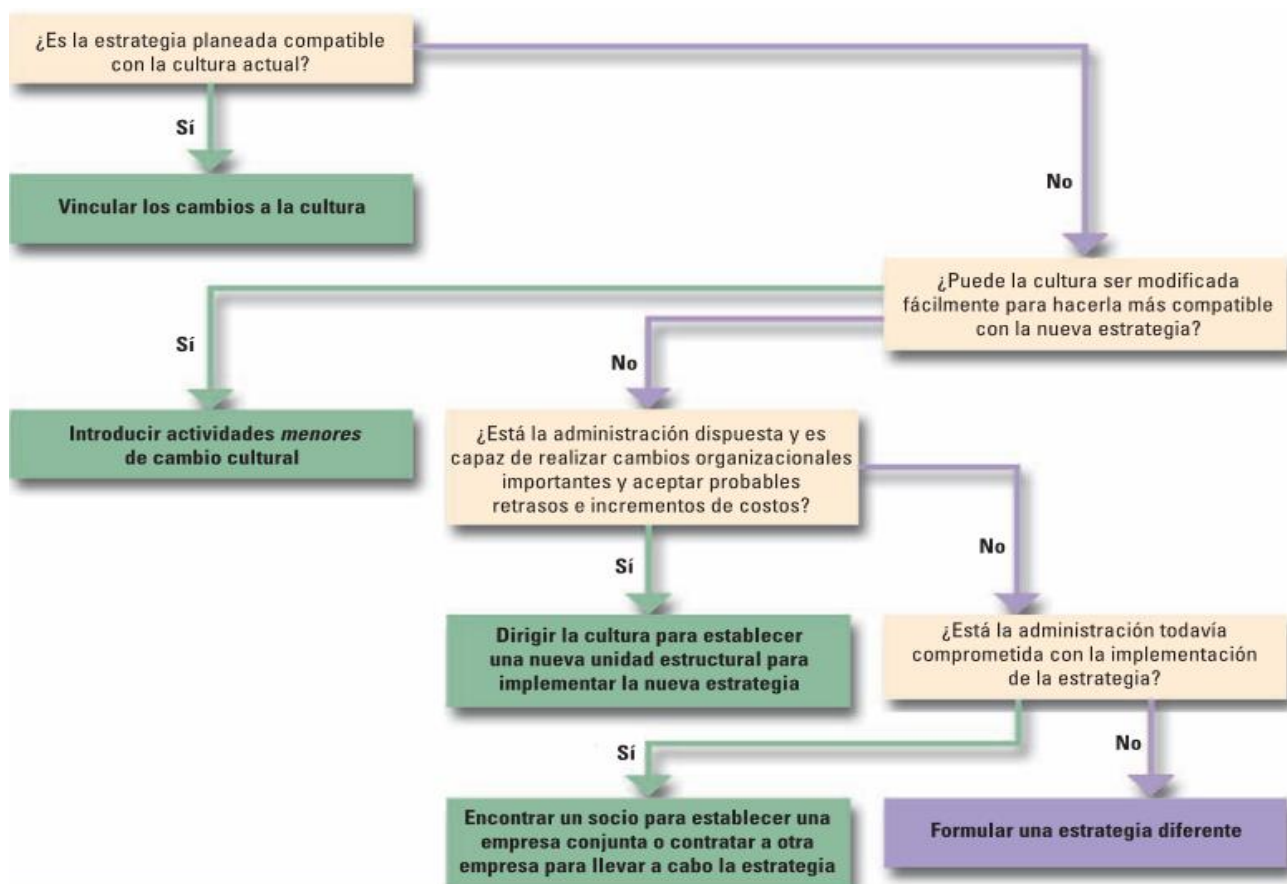 ¿Es la estrategia planeada compatible
con la cultura actual?
Sí
No
Vincular los cambios a la cultura
¿Puede la cultura ser modificada
fácilmente para hacerla más compatible
con la nueva estrategia?
Sí
No
Introducir actividades menores
de cambio cultural
¿Está la administración dispuesta y es
capaz de realizar cambios organizacionales
importantes y aceptar probables
retrasos e incrementos de costos?
Sí
No
Dirigir la cultura para establecer
una nueva unidad estructural para
implementar la nueva estrategia
¿Está la administración todavía
comprometida con la implementación
de la estrategia?
Sí
No
Encontrar un socio para establecer una
empresa conjunta o contratar a otra
empresa para llevar a cabo la estrategia
Formular una estrategia diferente